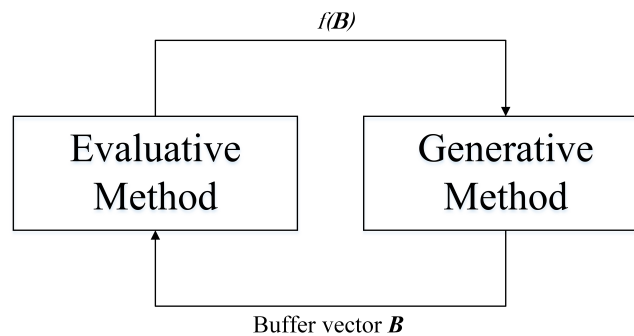 f(B)
Evaluative
Method
Generative
Method
Buffer vector B